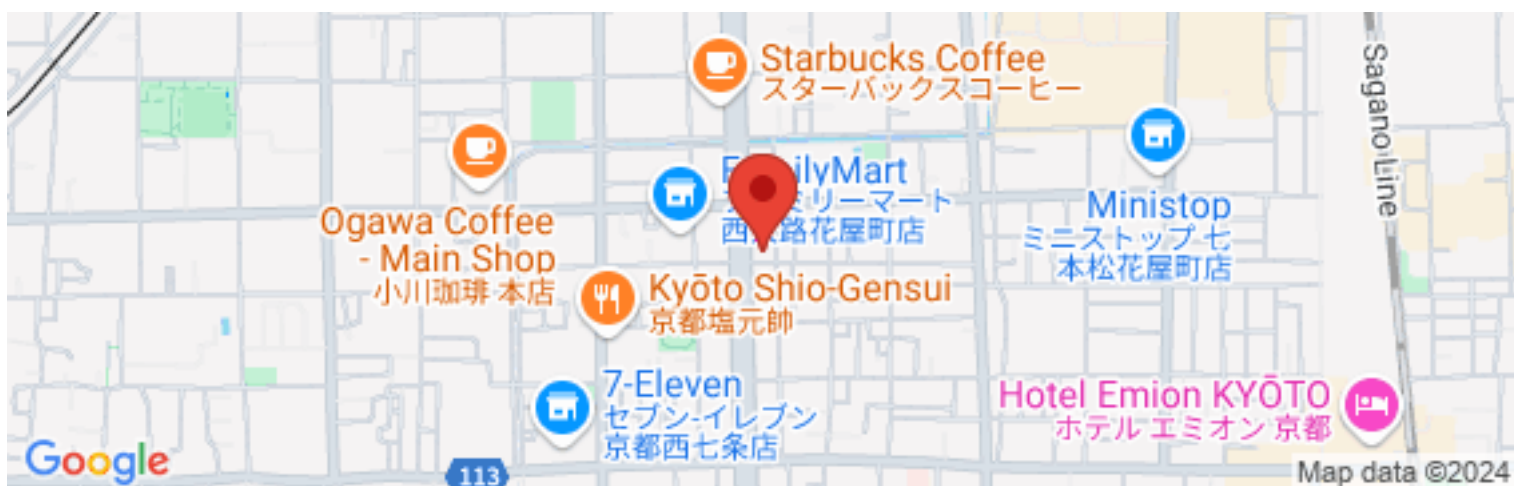 Starbucks Coffee
スターバックスコーヒー
Sagano Line
FamilyMart
西大路花屋町店
Ministop
ミニストップ 七
本松花屋町店
Ogawa Coffee
- Main Shop
小川珈琲 本店
Kyōto Shio-Gensui
京都塩元帥
7-Eleven
セブン-イレブン
京都西七条店
Hotel Emion KYŌTO
ホテル エミオン 京都
Google
113
Map data ©2024